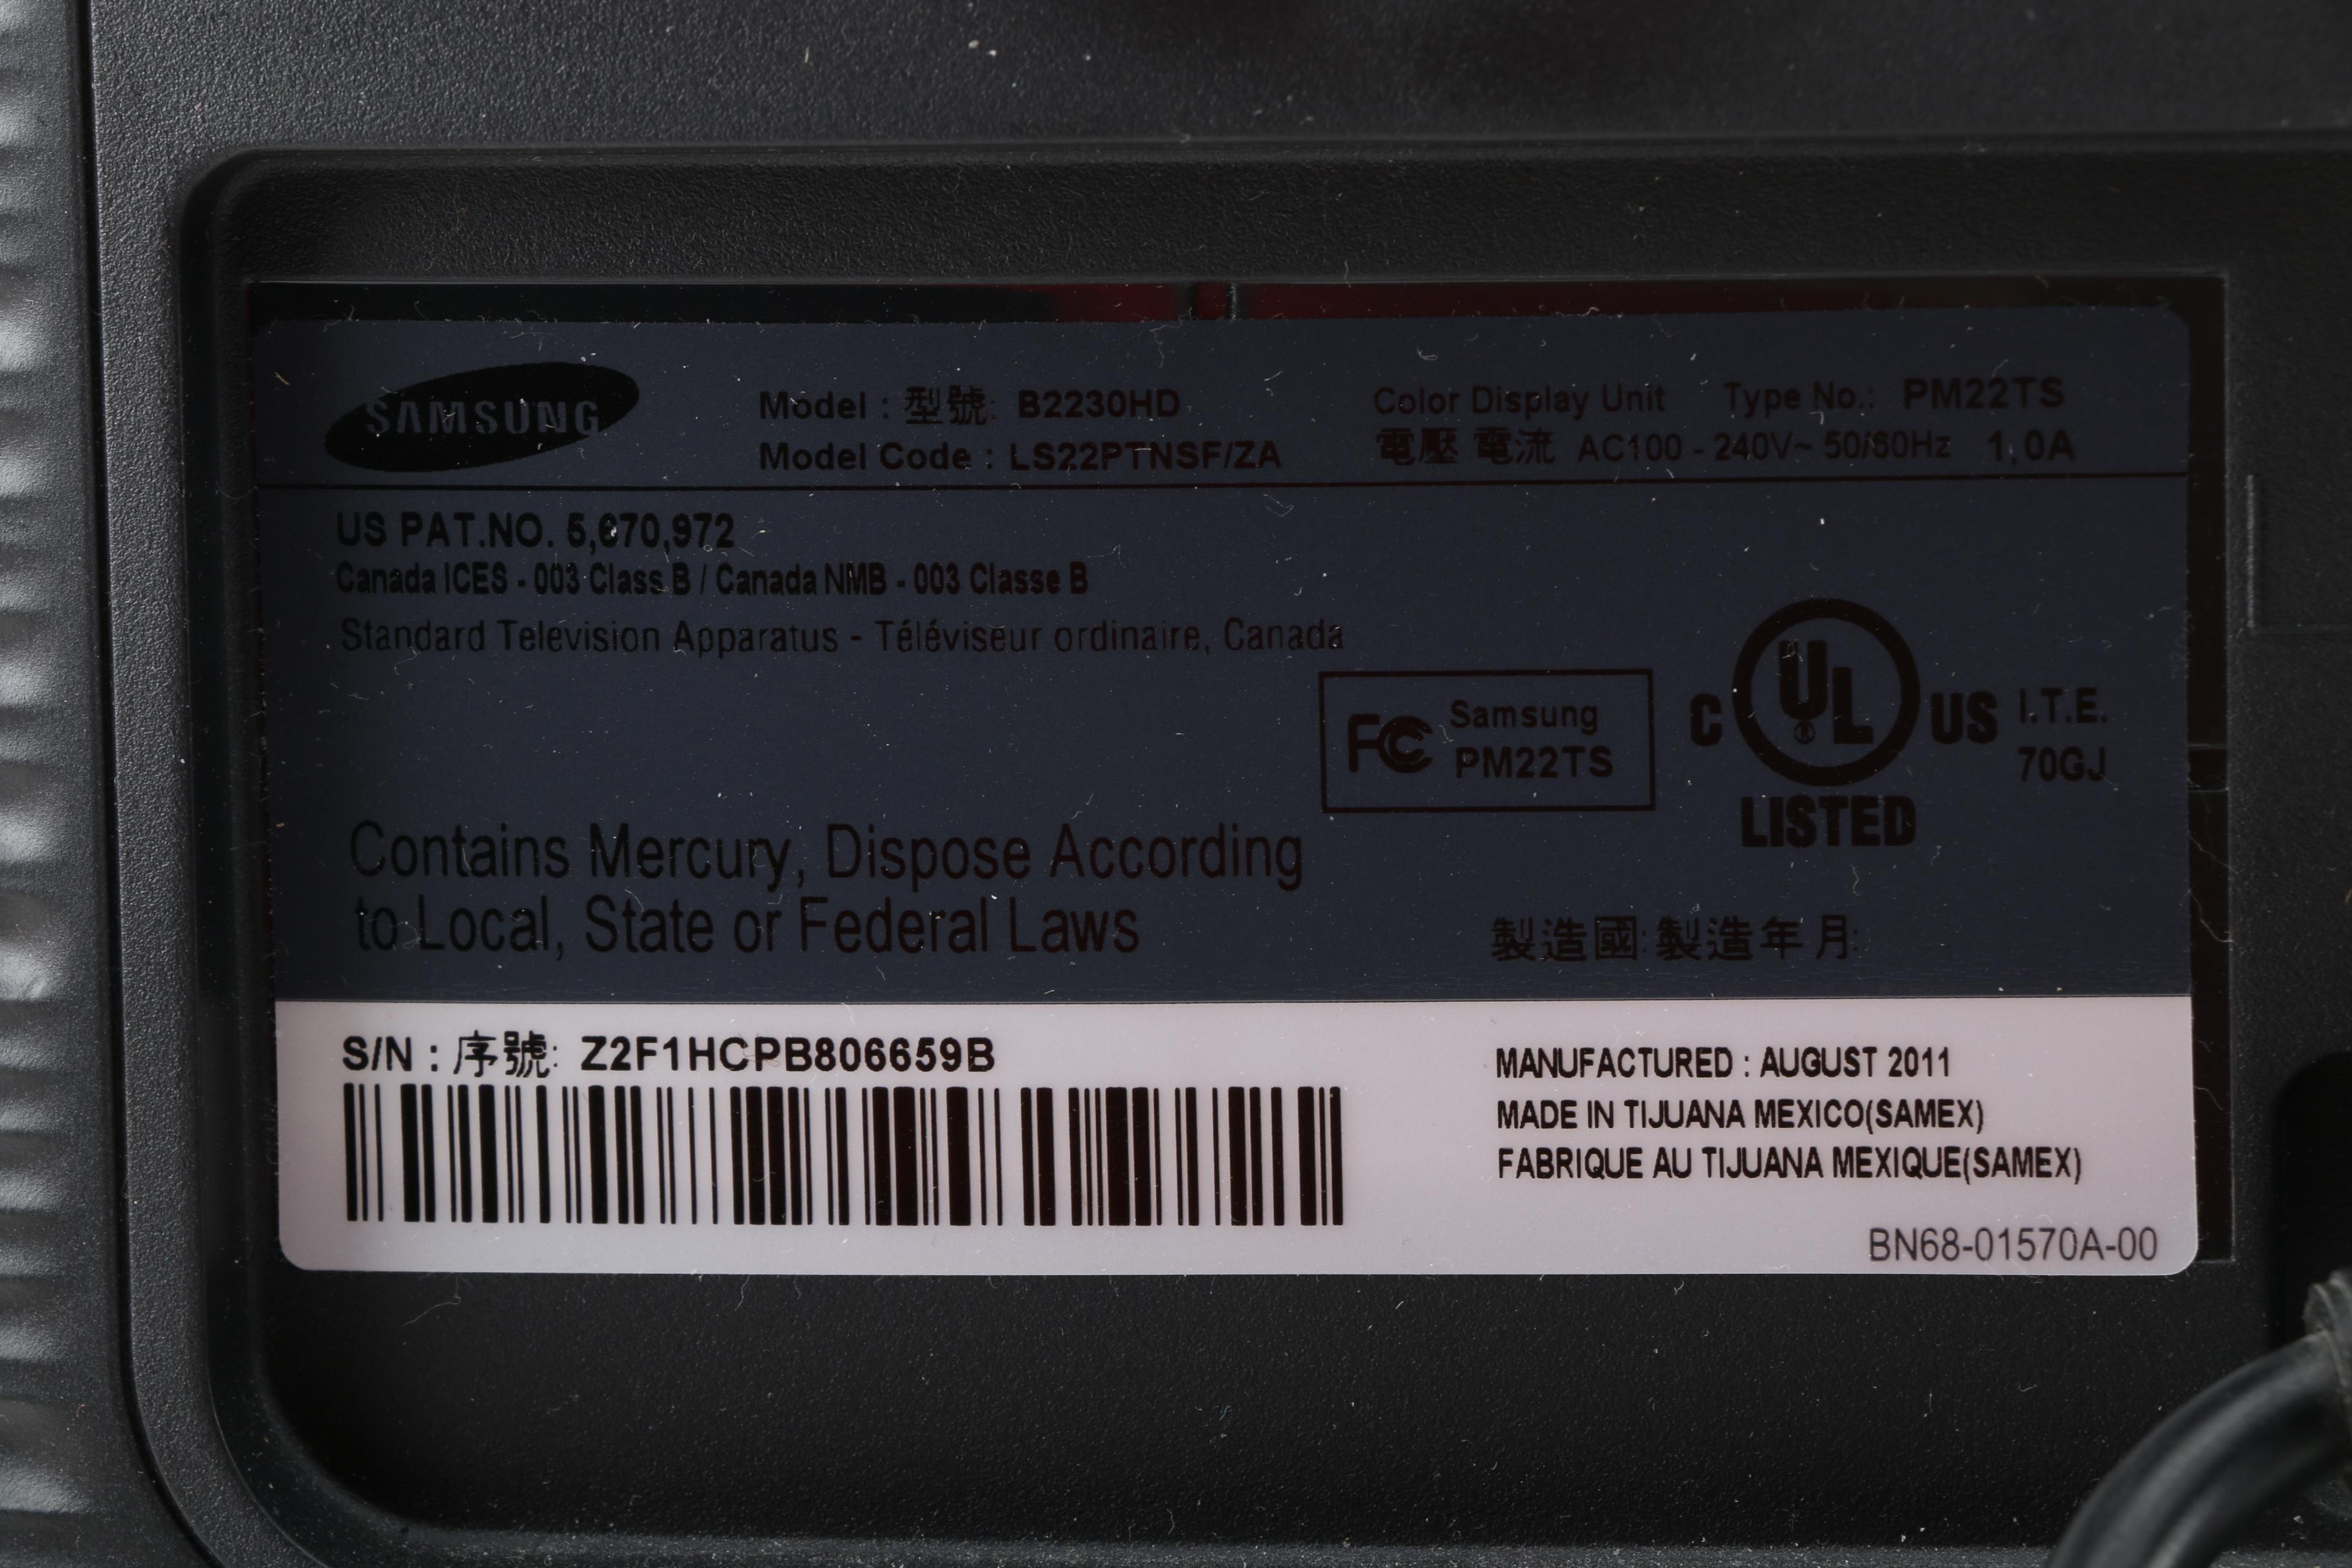 SAMSUNG
Model : 型號: B2230HD
Model Code : LS22PTNSF/ZA
Color Display Unit Type No.: PM22TS
電壓 電流 AC100 - 240V~ 50/60Hz 1.0A
US PAT.NO. 5,670,972
Canada ICES - 003 Class B / Canada NMB - 003 Classe B
Standard Television Apparatus - Téléviseur ordinaire, Canada
FC Samsung
PM22TS
C UL US I.T.E.
70GJ
LISTED
Contains Mercury, Dispose According
to Local, State or Federal Laws
製造國: 製造年月:
S/N : 序號: Z2F1HCPB806659B
MANUFACTURED : AUGUST 2011
MADE IN TIJUANA MEXICO(SAMEX)
FABRIQUE AU TIJUANA MEXIQUE(SAMEX)
BN68-01570A-00